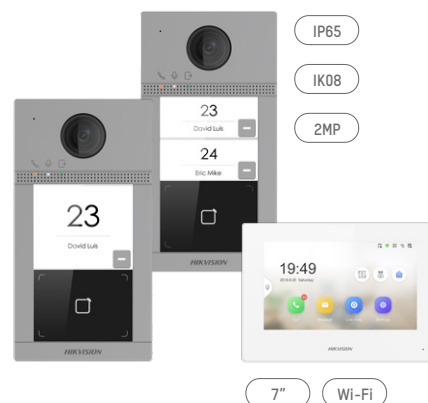 IP65
IK08
2MP
23
David Luis
24
Eric Mike
HIKVISION
23
David Luis
HIKVISION
19:49
HIKVISION
7"
Wi-Fi